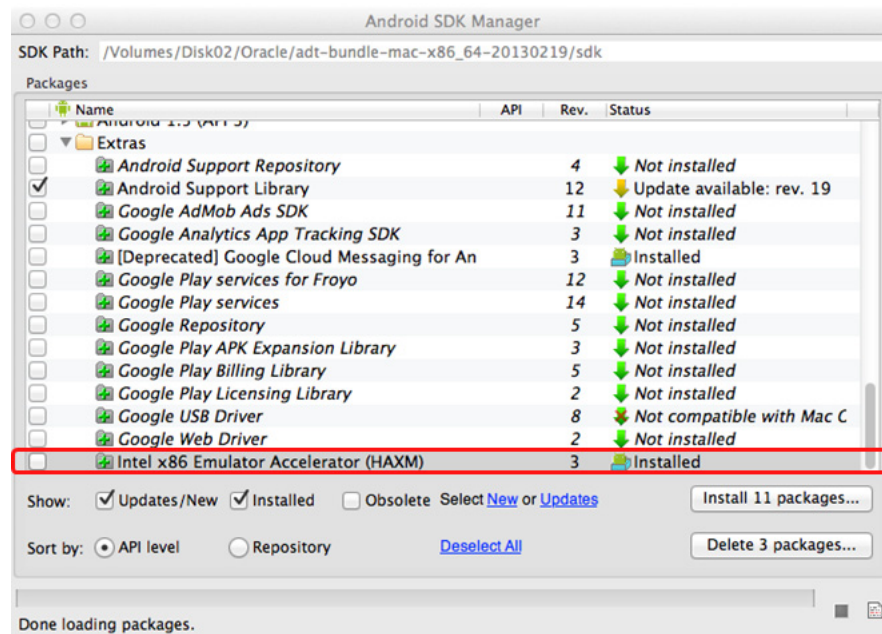 Android SDK Manager
SDK Path: /Volumes/Disk02/Oracle/adt-bundle-mac-x86_64-20130219/sdk
Packages
Name API Rev. Status
Android 1.5 (API 3)
Extras
Android Support Repository 4 Not installed
Android Support Library 12 Update available: rev. 19
Google AdMob Ads SDK 11 Not installed
Google Analytics App Tracking SDK 3 Not installed
[Deprecated] Google Cloud Messaging for An 3 Installed
Google Play services for Froyo 12 Not installed
Google Play services 14 Not installed
Google Repository 5 Not installed
Google Play APK Expansion Library 3 Not installed
Google Play Billing Library 5 Not installed
Google Play Licensing Library 2 Not installed
Google USB Driver 8 Not compatible with Mac O
Google Web Driver 2 Not installed
Intel x86 Emulator Accelerator (HAXM) 3 Installed
Show: Updates/New Installed Obsolete Select New or Updates Install 11 packages...
Sort by: API level Repository Deselect All Delete 3 packages...
Done loading packages.